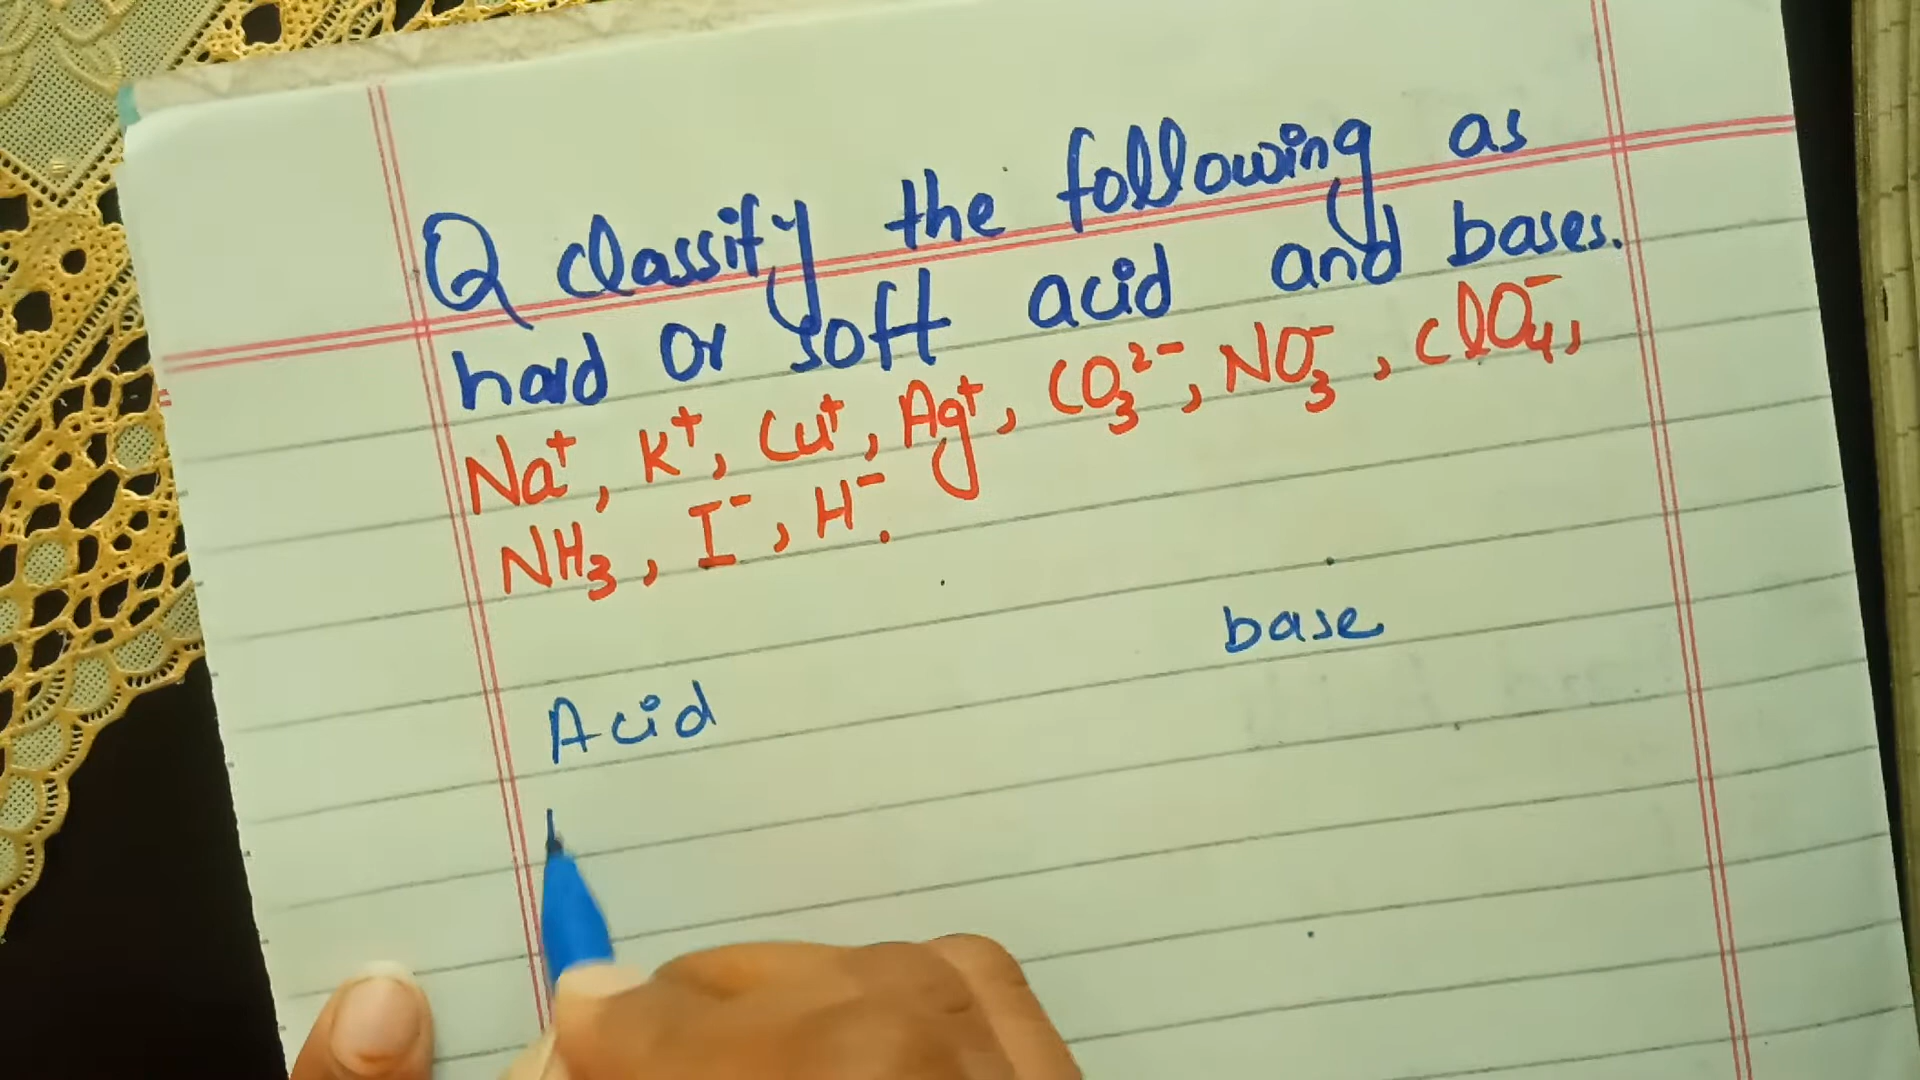 Q classify the following as
hard or soft acid and bases.
Na⁺, K⁺, Cu⁺, Ag⁺, CO₃²⁻, NO₃⁻, ClO₄⁻,
NH₃, I⁻, H⁻.
base
Acid